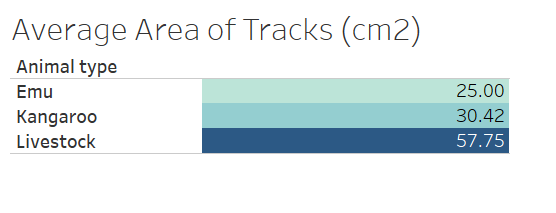 Average Area of Tracks (cm2)
Animal type
Emu 25.00
Kangaroo 30.42
Livestock 57.75